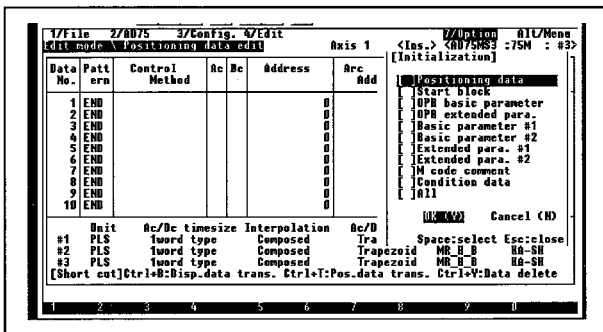 1/File 2/AD75 3/Config. 4/Edit 7/Option Alt/Menu
Edit mode \ Positioning data edit Axis 1 <Ins.> <AD75MS3 :75M : #3>
[Initialization]
Data No. Pattern Control Method Ac Dc Address Arc Add
[ ]Positioning data
[ ]Start block
1 END 0 [ ]OPR basic parameter
2 END 0 [ ]OPR extended para.
3 END 0 [ ]Basic parameter #1
4 END 0 [ ]Basic parameter #2
5 END 0 [ ]Extended para. #1
6 END 0 [ ]Extended para. #2
7 END 0 [ ]M code comment
8 END 0 [ ]Condition data
9 END 0 [ ]All
10 END 0
OK (Y) Cancel (N)
Unit Ac/Dc timesize Interpolation Ac/D
#1 PLS 1word type Composed Tra Space:select Esc:close
#2 PLS 1word type Composed Trapezoid MR_H_B HA-SH
#3 PLS 1word type Composed Trapezoid MR_H_B HA-SH
[Short cut]Ctrl+B:Disp.data trans. Ctrl+T:Pos.data trans. Ctrl+Y:Data delete
1 2 4 5 6 7 8 9 0